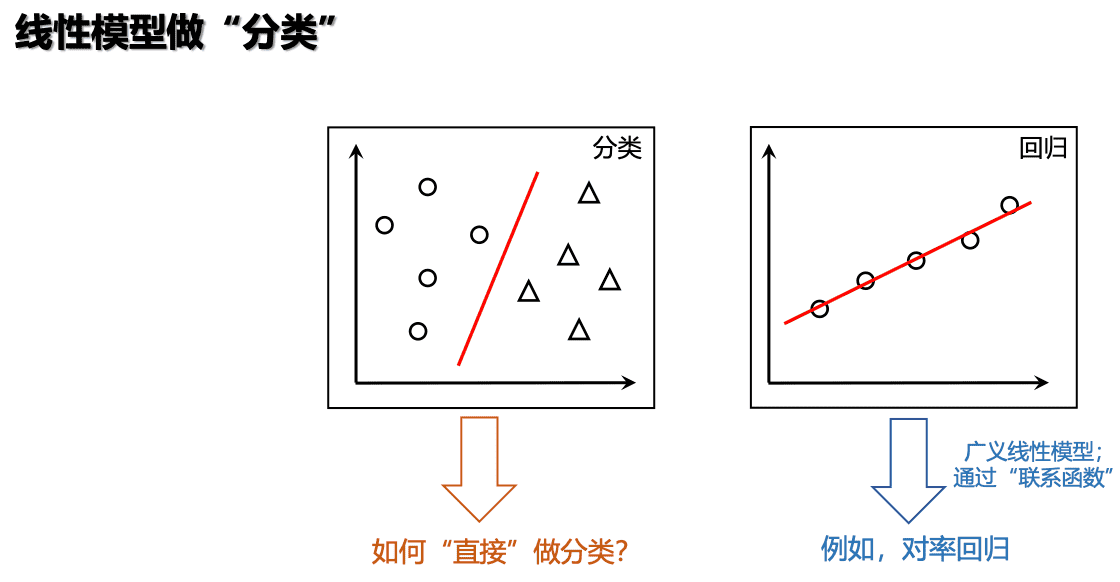 线性模型做“分类”
分类
回归
广义线性模型；
通过“联系函数”
如何“直接”做分类？
例如，对率回归